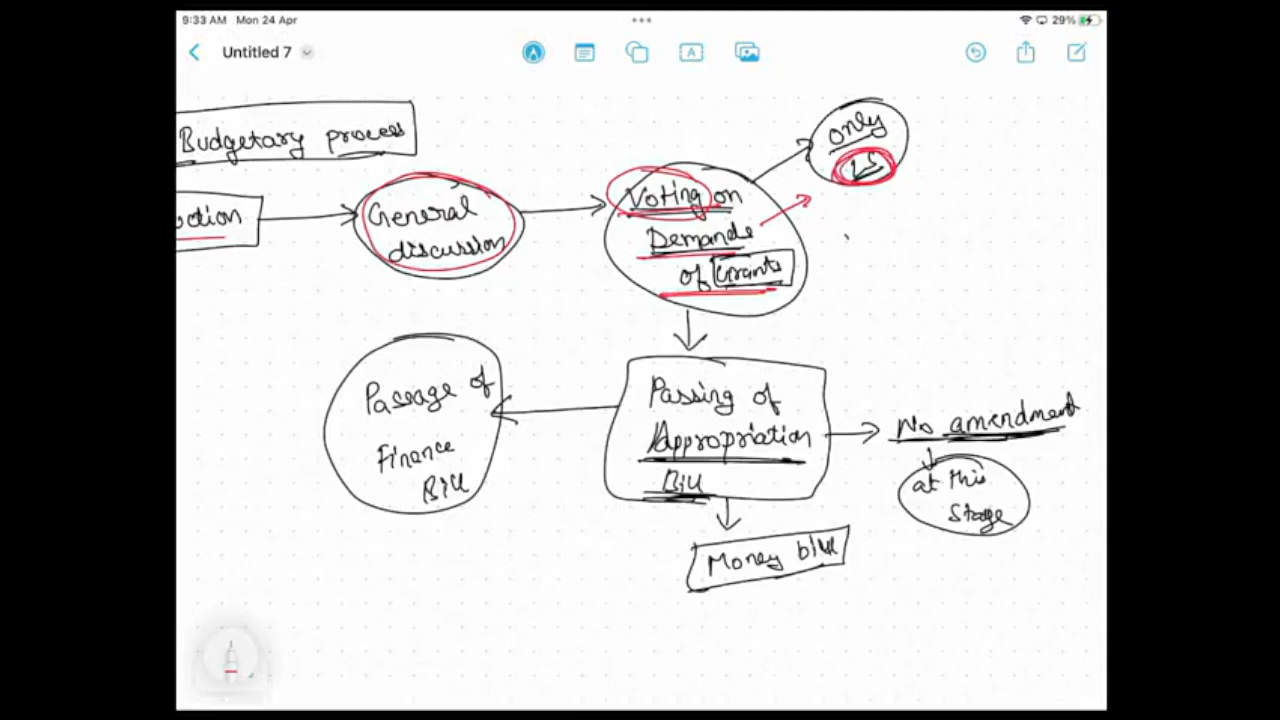 9:33 AM Mon 24 Apr
29%
Untitled 7
Budgetary process
only
LS
uction
General
discussion
Voting on
Demands
of Grants
Passage of
Finance
Bill
Passing of
Appropriation
Bill
No amendment
at this
stage
Money bill